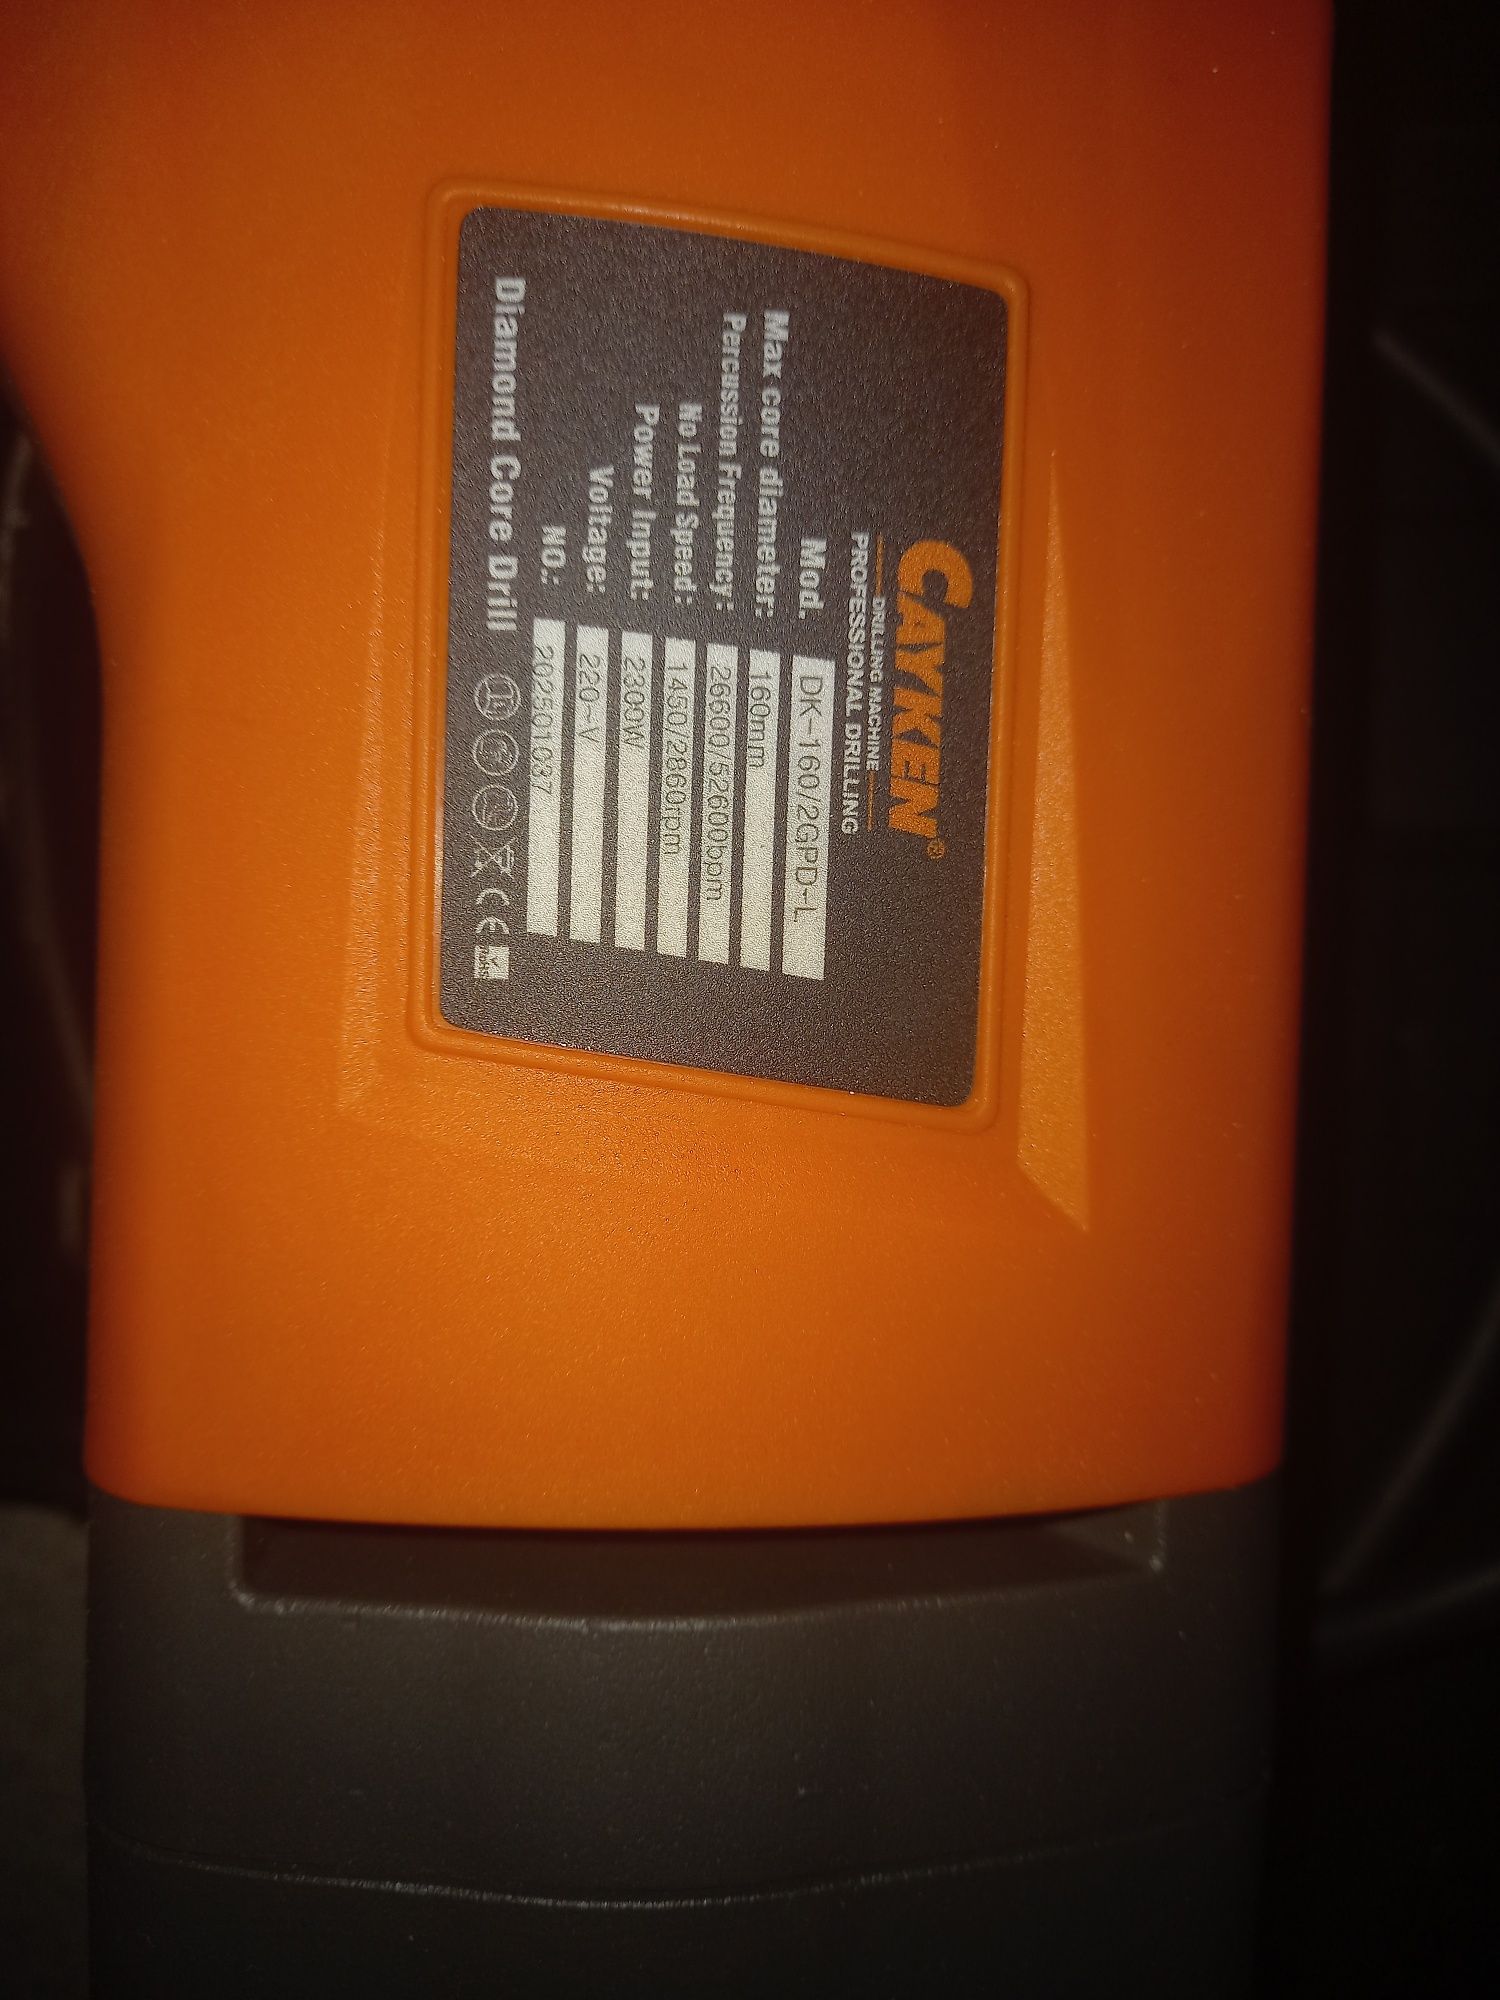 CAYKEN®
DRILLING MACHINE
PROFESSIONAL DRILLING
Mod. DK-160/2GPD-L
Max core diameter: 160mm
Percussion Frequency: 26600/52600bpm
No Load Speed: 1450/2860rpm
Power Input: 2300W
Voltage: 220~V
NO.: 202501037
Diamond Core Drill CE